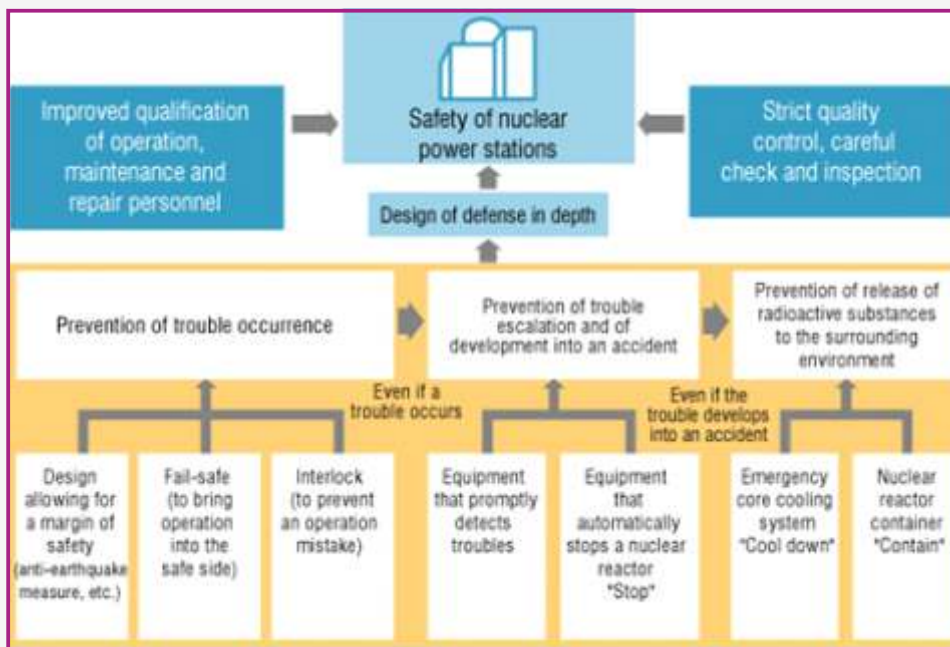 Improved qualification
of operation,
maintenance and
repair personnel
Safety of nuclear
power stations
Strict quality
control, careful
check and inspection
Design of defense in depth
Prevention of trouble occurrence
Prevention of trouble
escalation and of
development into an accident
Prevention of release of
radioactive substances
to the surrounding
environment
Even if a
trouble occurs
Even if the
trouble develops
into an accident
Design
allowing for
a margin of
safety
(anti-earthquake
measure, etc.)
Fail-safe
(to bring
operation
into the
safe side)
Interlock
(to prevent
an operation
mistake)
Equipment
that promptly
detects
troubles
Equipment
that
automatically
stops a nuclear
reactor
"Stop"
Emergency
core cooling
system
"Cool down"
Nuclear
reactor
container
"Contain"